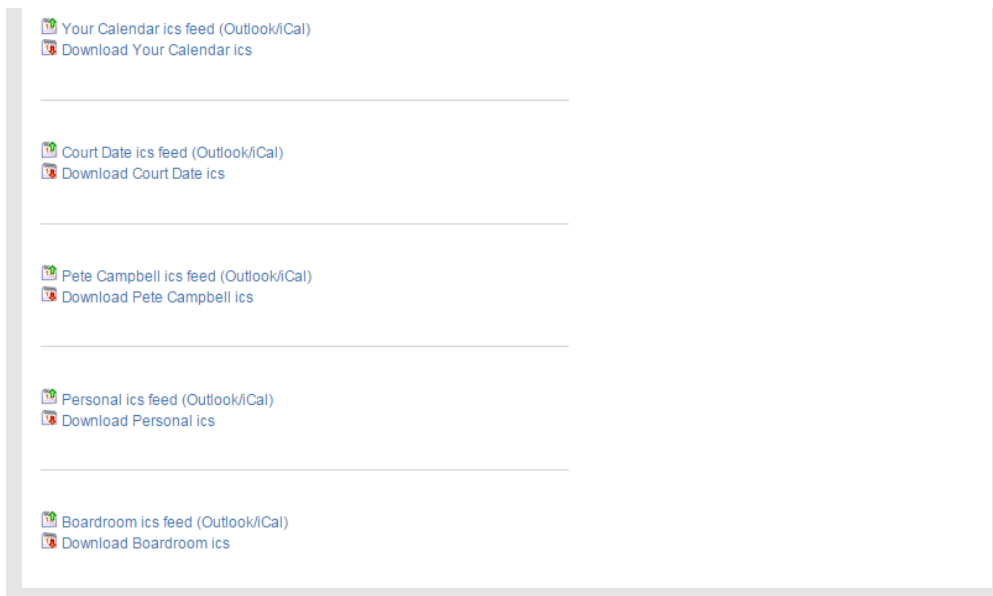 Your Calendar ics feed (Outlook/iCal)
Download Your Calendar ics
Court Date ics feed (Outlook/iCal)
Download Court Date ics
Pete Campbell ics feed (Outlook/iCal)
Download Pete Campbell ics
Personal ics feed (Outlook/iCal)
Download Personal ics
Boardroom ics feed (Outlook/iCal)
Download Boardroom ics